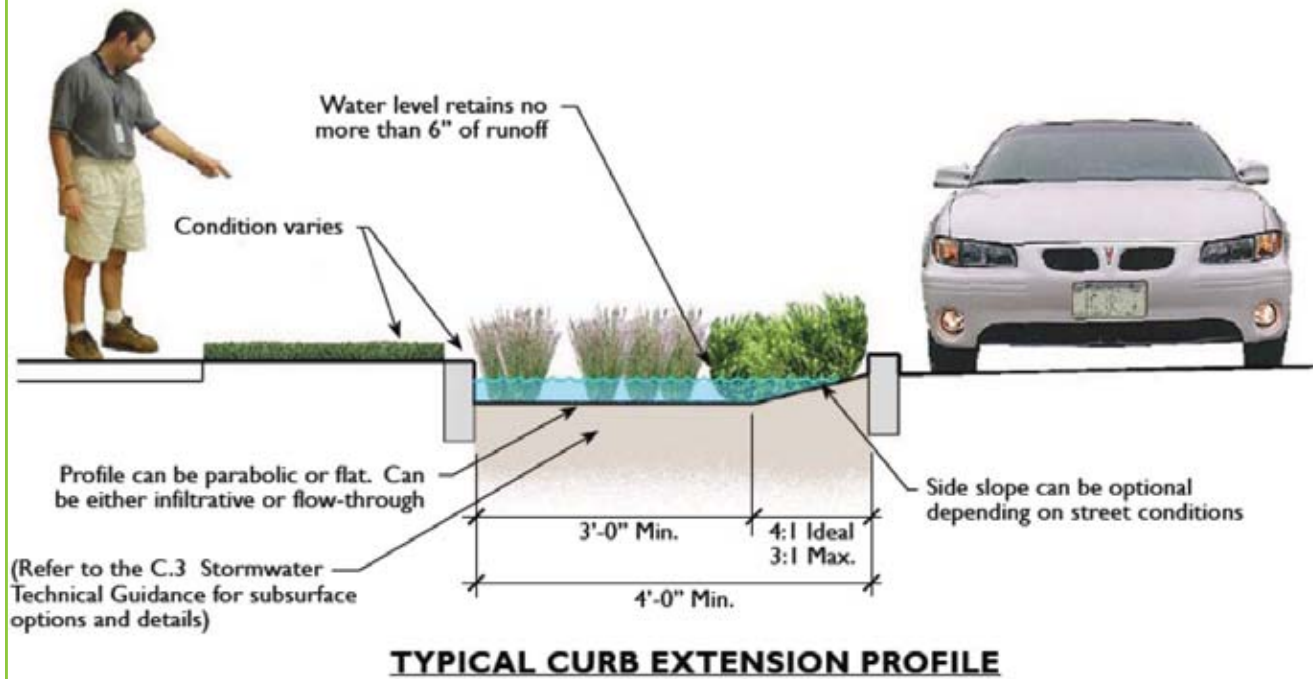 Water level retains no
more than 6" of runoff
Condition varies
Profile can be parabolic or flat. Can
be either infiltrative or flow-through
Side slope can be optional
depending on street conditions
3'-0" Min.
4:1 Ideal
3:1 Max.
(Refer to the C.3 Stormwater
Technical Guidance for subsurface
options and details)
4'-0" Min.
TYPICAL CURB EXTENSION PROFILE